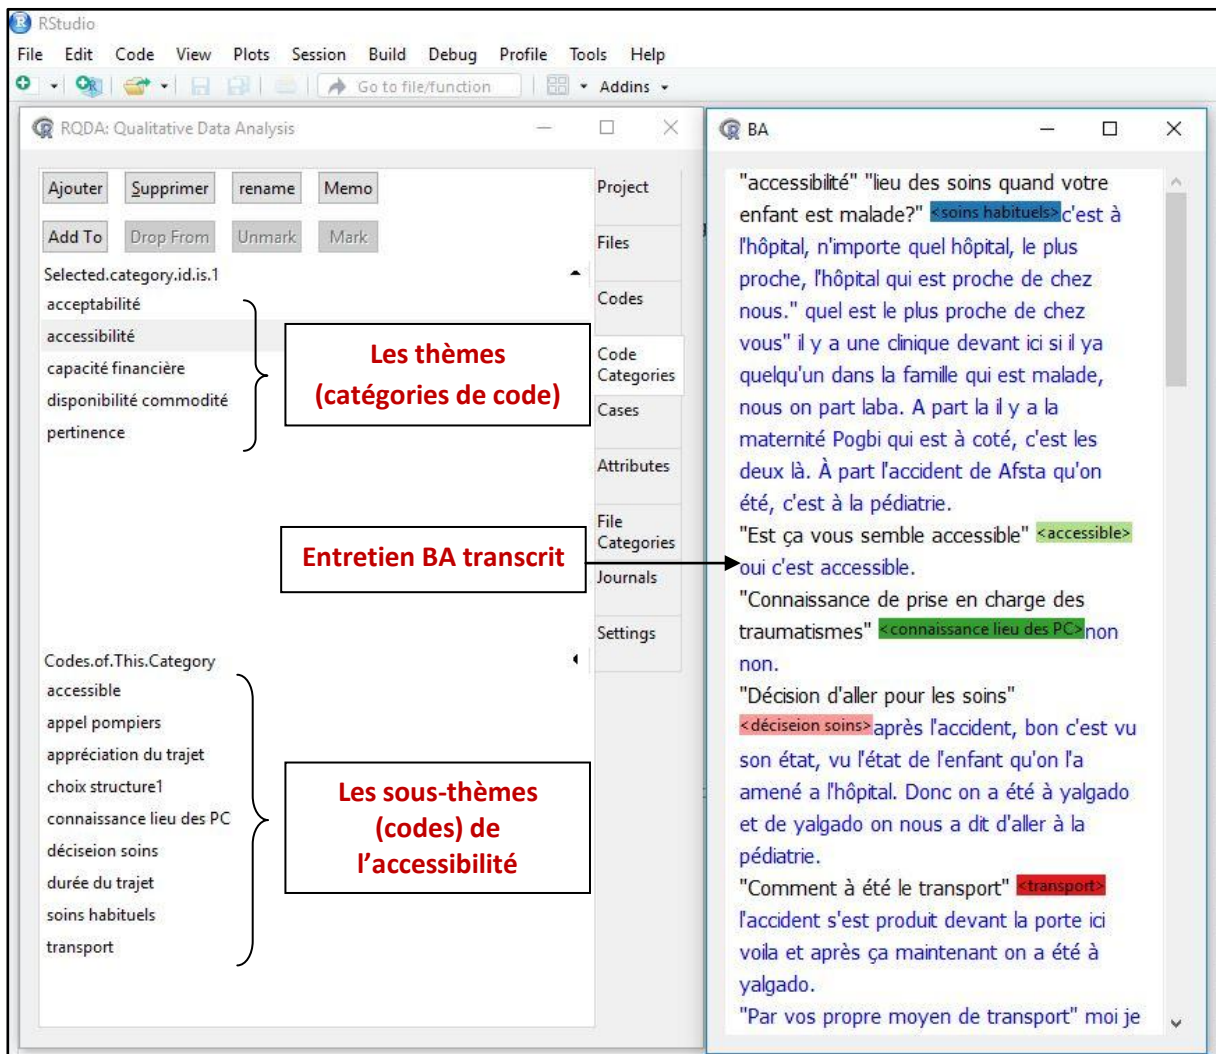 RStudio
File Edit Code View Plots Session Build Debug Profile Tools Help
Go to file/function Addins
RQDA: Qualitative Data Analysis
Ajouter Supprimer rename Memo
Add To Drop From Unmark Mark
Selected.category.id.is.1
acceptabilité
accessibilité
capacité financière
disponibilité commodité
pertinence
Les thèmes
(catégories de code)
Entretien BA transcrit
Codes.of.This.Category
accessible
appel pompiers
appréciation du trajet
choix structure1
connaissance lieu des PC
déciseion soins
durée du trajet
soins habituels
transport
Les sous-thèmes
(codes) de
l’accessibilité
Project
Files
Codes
Code
Categories
Cases
Attributes
File
Categories
Journals
Settings
BA
"accessibilité" "lieu des soins quand votre
enfant est malade?" <soins habituels>c'est à
l'hôpital, n'importe quel hôpital, le plus
proche, l'hôpital qui est proche de chez
nous." quel est le plus proche de chez
vous" il y a une clinique devant ici si il ya
quelqu'un dans la famille qui est malade,
nous on part laba. A part la il y a la
maternité Pogbi qui est à coté, c'est les
deux là. À part l'accident de Afsta qu'on
été, c'est à la pédiatrie.
"Est ça vous semble accessible" <accessible>
oui c'est accessible.
"Connaissance de prise en charge des
traumatismes" <connaissance lieu des PC>non
non.
"Décision d'aller pour les soins"
<déciseion soins>après l'accident, bon c'est vu
son état, vu l'état de l'enfant qu'on l'a
amené a l'hôpital. Donc on a été à yalgado
et de yalgado on nous a dit d'aller à la
pédiatrie.
"Comment à été le transport" <transport>
l'accident s'est produit devant la porte ici
voila et après ça maintenant on a été à
yalgado.
"Par vos propre moyen de transport" moi je